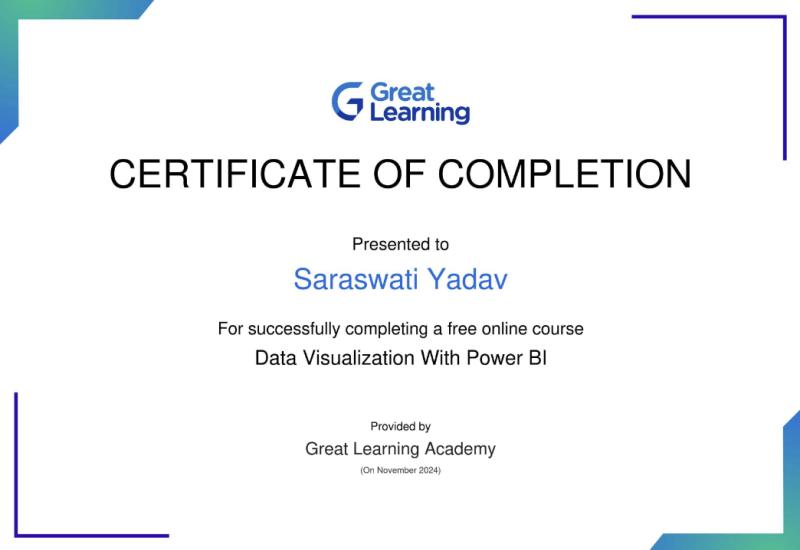 Great
Learning
CERTIFICATE OF COMPLETION
Presented to
Saraswati Yadav
For successfully completing a free online course
Data Visualization With Power BI
Provided by
Great Learning Academy
(On November 2024)